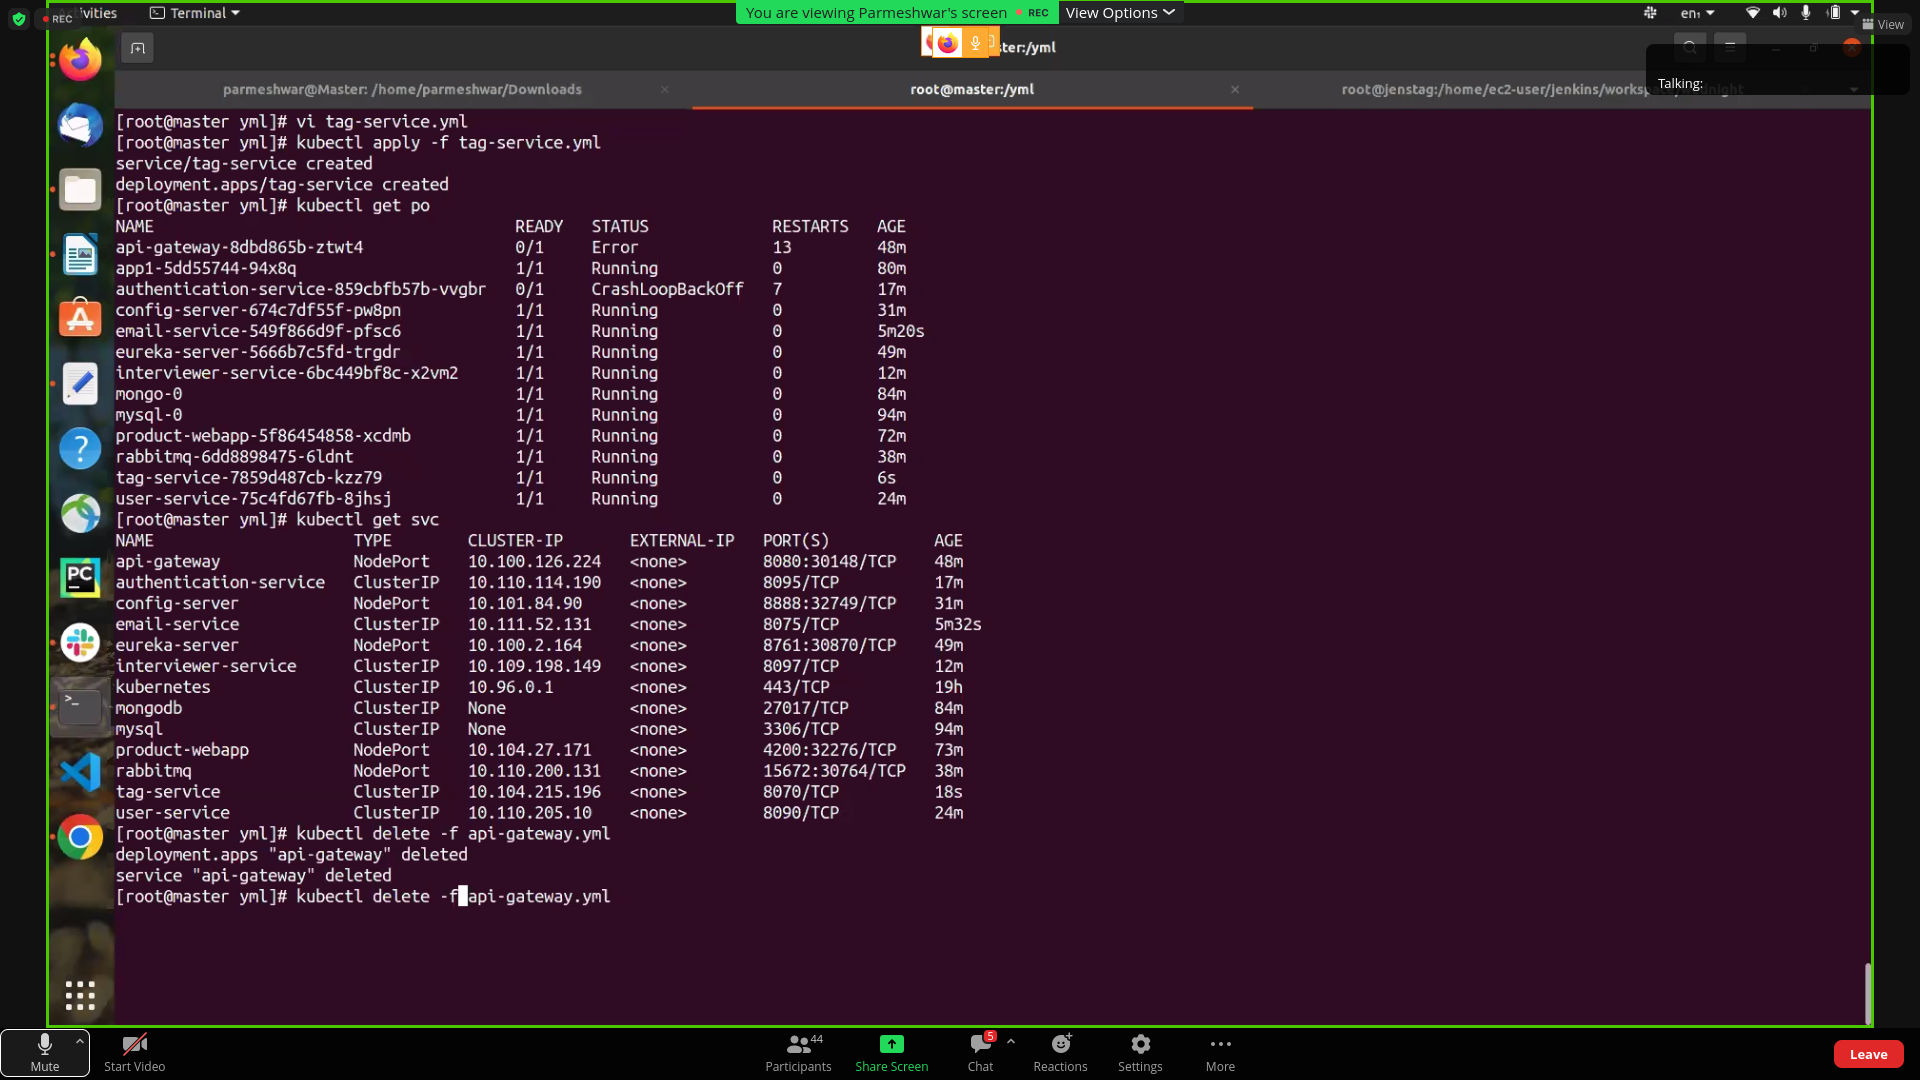 REC
Activities
Terminal
You are viewing Parmeshwar's screen
REC
View Options
en₁
View
ter:/yml
Talking:
parmeshwar@Master: /home/parmeshwar/Downloads
root@master:/yml
root@jenstag:/home/ec2-user/jenkins/worksp
[root@master yml]# vi tag-service.yml
[root@master yml]# kubectl apply -f tag-service.yml
service/tag-service created
deployment.apps/tag-service created
[root@master yml]# kubectl get po
NAME READY STATUS RESTARTS AGE
api-gateway-8dbd865b-ztwt4 0/1 Error 13 48m
app1-5dd55744-94x8q 1/1 Running 0 80m
authentication-service-859cbfb57b-vvgbr 0/1 CrashLoopBackOff 7 17m
config-server-674c7df55f-pw8pn 1/1 Running 0 31m
email-service-549f866d9f-pfsc6 1/1 Running 0 5m20s
eureka-server-5666b7c5fd-trgdr 1/1 Running 0 49m
interviewer-service-6bc449bf8c-x2vm2 1/1 Running 0 12m
mongo-0 1/1 Running 0 84m
mysql-0 1/1 Running 0 94m
product-webapp-5f86454858-xcdmb 1/1 Running 0 72m
rabbitmq-6dd8898475-6ldnt 1/1 Running 0 38m
tag-service-7859d487cb-kzz79 1/1 Running 0 6s
user-service-75c4fd67fb-8jhsj 1/1 Running 0 24m
[root@master yml]# kubectl get svc
NAME TYPE CLUSTER-IP EXTERNAL-IP PORT(S) AGE
api-gateway NodePort 10.100.126.224 <none> 8080:30148/TCP 48m
authentication-service ClusterIP 10.110.114.190 <none> 8095/TCP 17m
config-server NodePort 10.101.84.90 <none> 8888:32749/TCP 31m
email-service ClusterIP 10.111.52.131 <none> 8075/TCP 5m32s
eureka-server NodePort 10.100.2.164 <none> 8761:30870/TCP 49m
interviewer-service ClusterIP 10.109.198.149 <none> 8097/TCP 12m
kubernetes ClusterIP 10.96.0.1 <none> 443/TCP 19h
mongodb ClusterIP None <none> 27017/TCP 84m
mysql ClusterIP None <none> 3306/TCP 94m
product-webapp NodePort 10.104.27.171 <none> 4200:32276/TCP 73m
rabbitmq NodePort 10.110.200.131 <none> 15672:30764/TCP 38m
tag-service ClusterIP 10.104.215.196 <none> 8070/TCP 18s
user-service ClusterIP 10.110.205.10 <none> 8090/TCP 24m
[root@master yml]# kubectl delete -f api-gateway.yml
deployment.apps "api-gateway" deleted
service "api-gateway" deleted
[root@master yml]# kubectl delete -f api-gateway.yml
PC
Mute
Start Video
Participants
44
Share Screen
Chat
5
Reactions
Settings
More
Leave